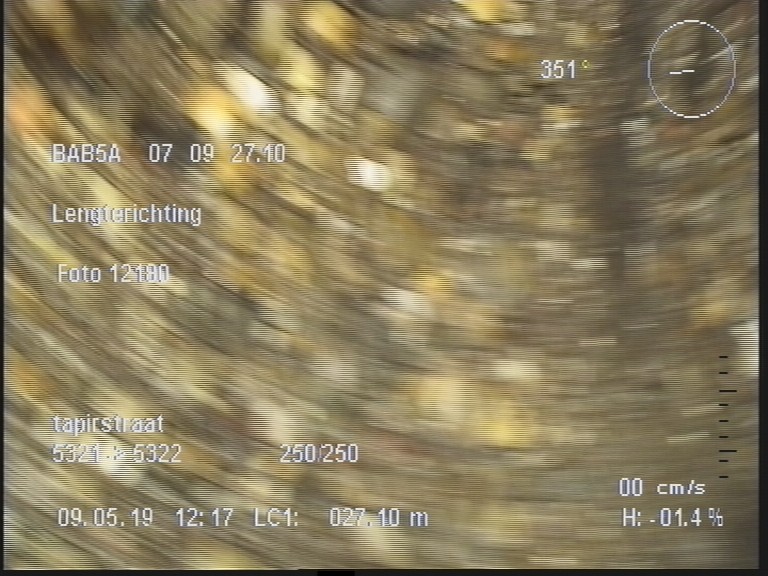 351°
BAB5A 07 09 27.10
Lengterichting
Foto 12180
tapirstraat
5321 > 5322 250/250
00 cm/s
09.05.19 12:17 LC1: 027.10 m H: -01.4 %